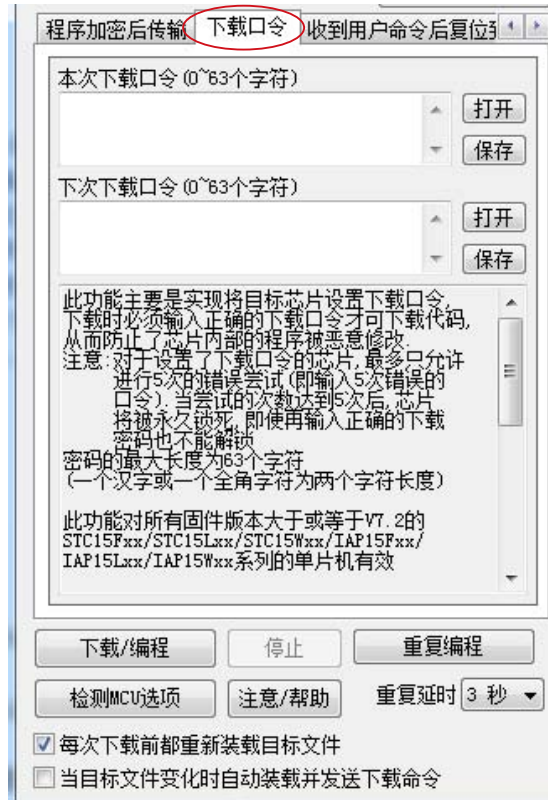 程序加密后传输 下载口令 收到用户命令后复位到
本次下载口令(0~63个字符)
打开
保存
下次下载口令(0~63个字符)
打开
保存
此功能主要是实现将目标芯片设置下载口令,
下载时必须输入正确的下载口令才可下载代码,
从而防止了芯片内部的程序被恶意修改.
注意:对于设置了下载口令的芯片,最多只允许
进行5次的错误尝试(即输入5次错误的
口令).当尝试的次数达到5次后,芯片
将被永久锁死,即使再输入正确的下载
密码也不能解锁
密码的最大长度为63个字符
(一个汉字或一个全角字符为两个字符长度)
此功能对所有固件版本大于或等于V7.2的
STC15Fxx/STC15Lxx/STC15Wxx/IAP15Fxx/
IAP15Lxx/IAP15Wxx系列的单片机有效
下载/编程 停止 重复编程
检测MCU选项 注意/帮助 重复延时 3 秒
每次下载前都重新装载目标文件
当目标文件变化时自动装载并发送下载命令